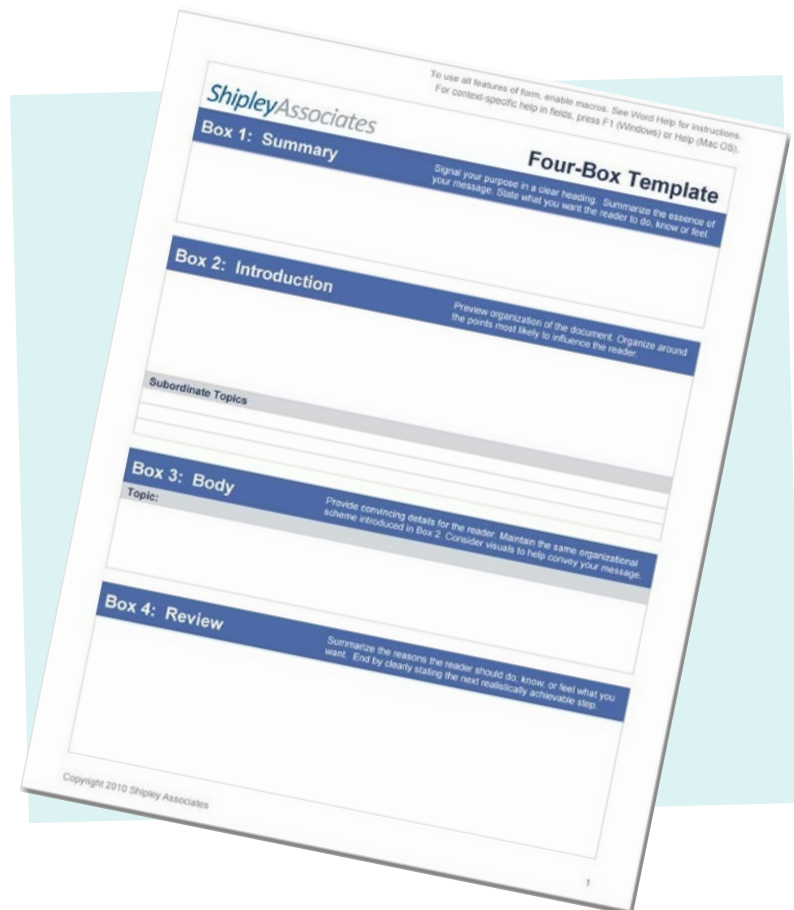 To use all features of form, enable macros. See Word Help for instructions.
For context-specific help in fields, press F1 (Windows) or Help (Mac OS).
ShipleyAssociates
Four-Box Template
Box 1: Summary
Signal your purpose in a clear heading. Summarize the essence of
your message. State what you want the reader to do, know or feel.
Box 2: Introduction
Preview organization of the document. Organize around
the points most likely to influence the reader.
Subordinate Topics
Box 3: Body
Provide convincing details for the reader. Maintain the same organizational
scheme introduced in Box 2. Consider visuals to help convey your message.
Topic:
Box 4: Review
Summarize the reasons the reader should do, know, or feel what you
want. End by clearly stating the next realistically achievable step.
Copyright 2010 Shipley Associates
1